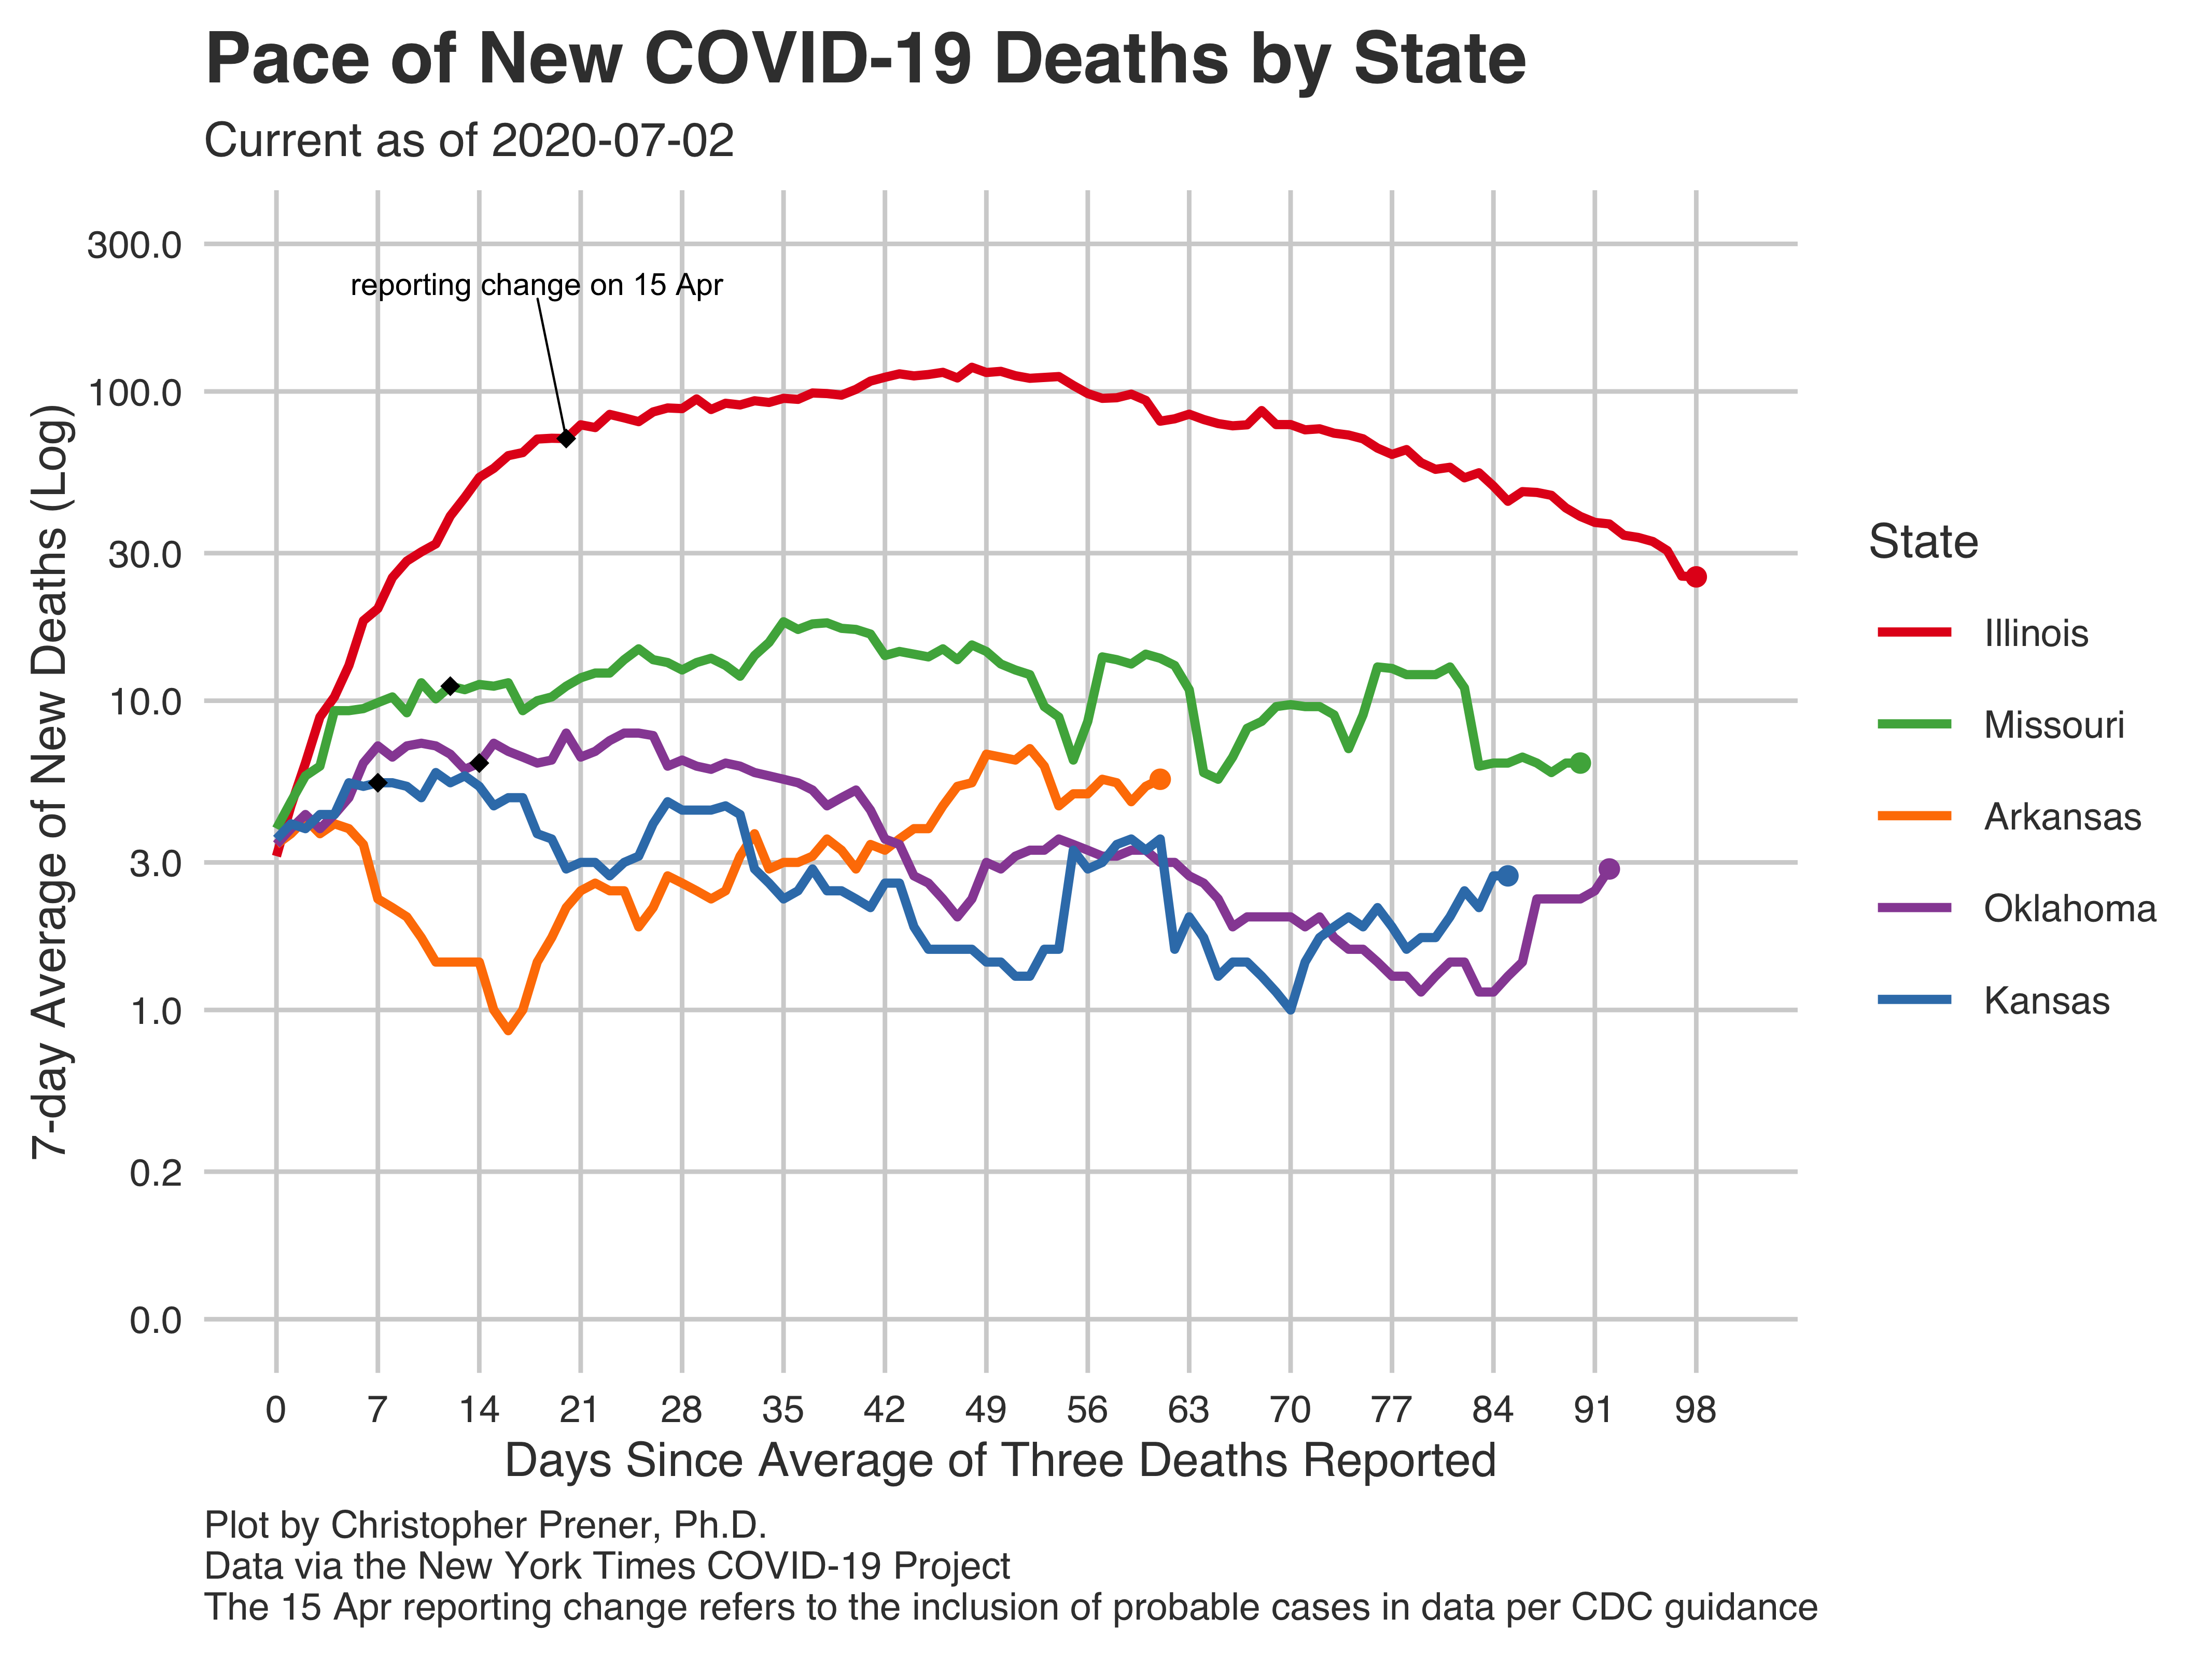 Pace of New COVID-19 Deaths by State
Current as of 2020-07-02
7-day Average of New Deaths (Log)
300.0
100.0
30.0
10.0
3.0
1.0
0.2
0.0
reporting change on 15 Apr
0 7 14 21 28 35 42 49 56 63 70 77 84 91 98
Days Since Average of Three Deaths Reported
State
Illinois
Missouri
Arkansas
Oklahoma
Kansas
Plot by Christopher Prener, Ph.D.
Data via the New York Times COVID-19 Project
The 15 Apr reporting change refers to the inclusion of probable cases in data per CDC guidance